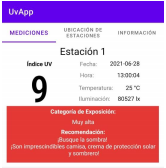 UvApp
MEDICIONES
UBICACIÓN DE
ESTACIONES
INFORMACIÓN
Estación 1
Índice UV
9
Fecha: 2021-06-28
Hora: 13:00:04
Temperatura: 25 °C
Iluminación: 80527 lx
Categoría de Exposición:
Muy alta
Recomendación:
¡Busque la sombra!
¡Son imprescindibles camisa, crema de protección solar
y sombrero!